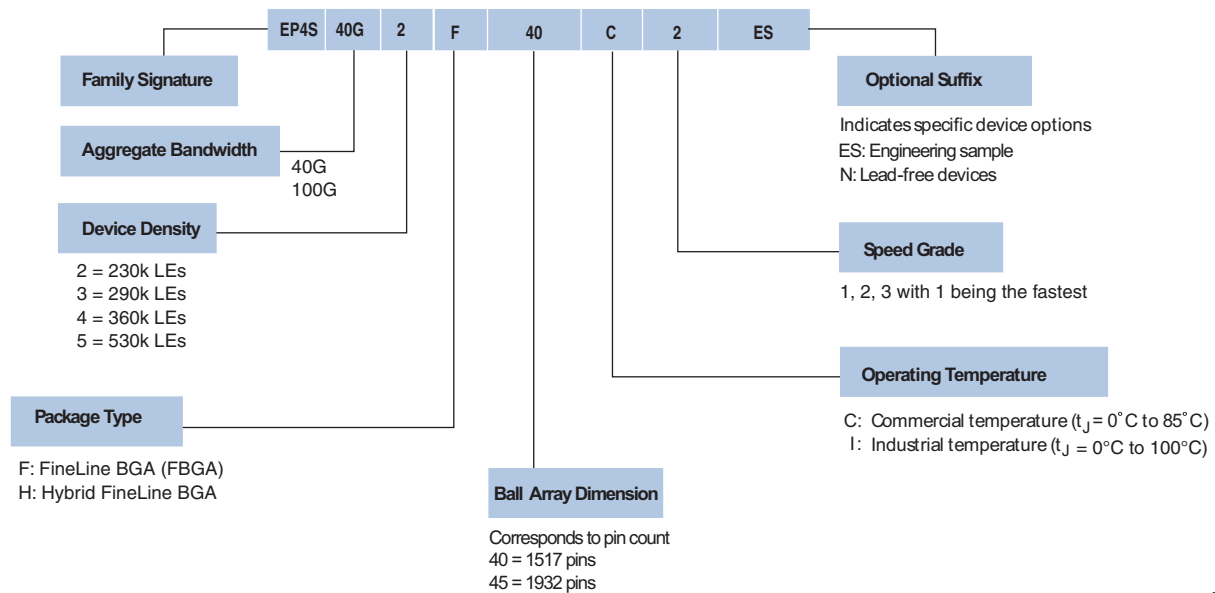 EP4S 40G 2 F 40 C 2 ES
Family Signature
Aggregate Bandwidth
40G
100G
Device Density
2 = 230k LEs
3 = 290k LEs
4 = 360k LEs
5 = 530k LEs
Package Type
F: FineLine BGA (FBGA)
H: Hybrid FineLine BGA
Ball Array Dimension
Corresponds to pin count
40 = 1517 pins
45 = 1932 pins
Optional Suffix
Indicates specific device options
ES: Engineering sample
N: Lead-free devices
Speed Grade
1, 2, 3 with 1 being the fastest
Operating Temperature
C: Commercial temperature (tJ = 0˚C to 85˚C)
I: Industrial temperature (tJ = 0°C to 100°C)